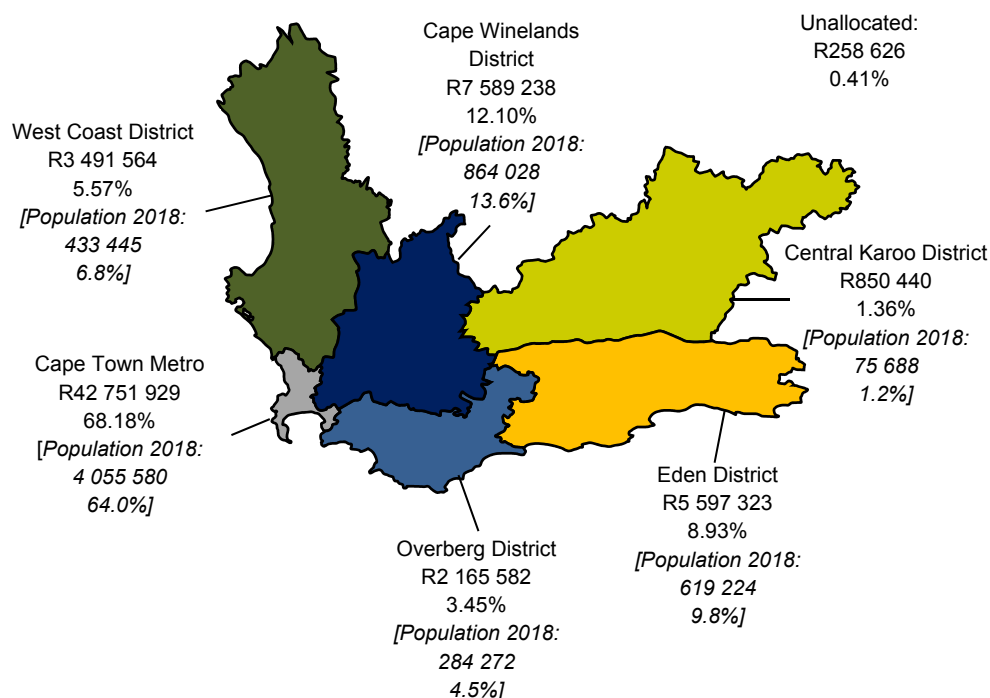 Cape Winelands
District
R7 589 238
12.10%
[Population 2018:
864 028
13.6%]
Unallocated:
R258 626
0.41%
West Coast District
R3 491 564
5.57%
[Population 2018:
433 445
6.8%]
Central Karoo District
R850 440
1.36%
[Population 2018:
75 688
1.2%]
Cape Town Metro
R42 751 929
68.18%
[Population 2018:
4 055 580
64.0%]
Eden District
R5 597 323
8.93%
[Population 2018:
619 224
9.8%]
Overberg District
R2 165 582
3.45%
[Population 2018:
284 272
4.5%]